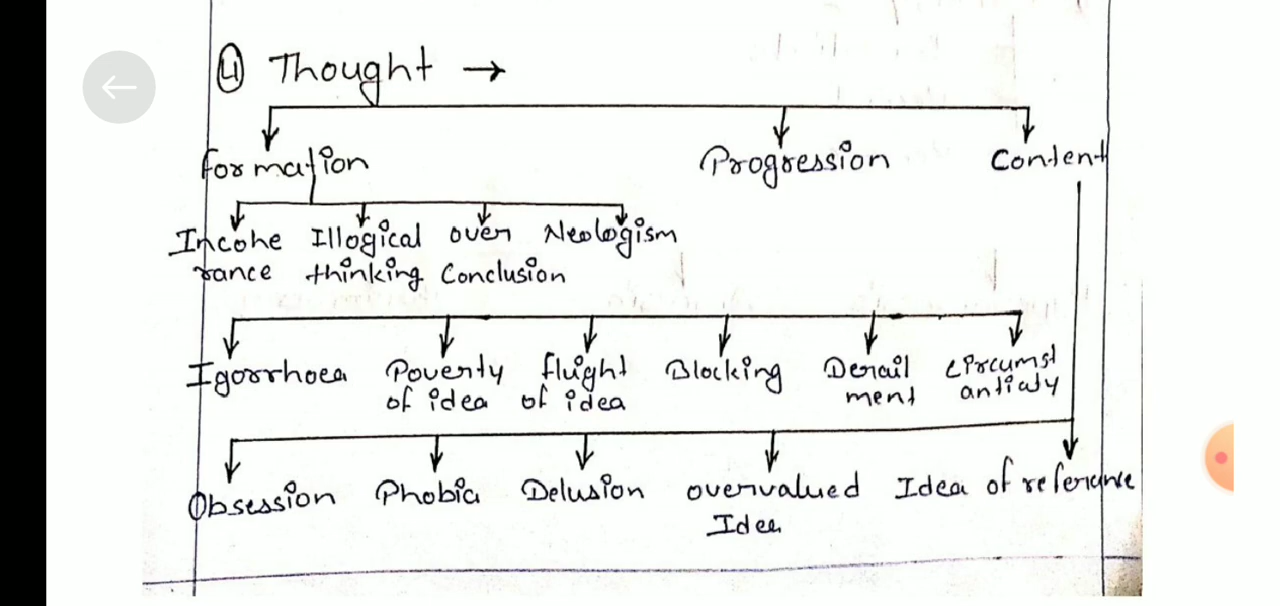 ④ Thought →
formation Progression Content
Incohe Illogical over Neologism
rance thinking Conclusion
Igorrhoea Poverty fluight Blocking Derail circumst
of idea of idea ment antiaty
Obsession Phobia Delusion overvalued Idea of reference
Idea